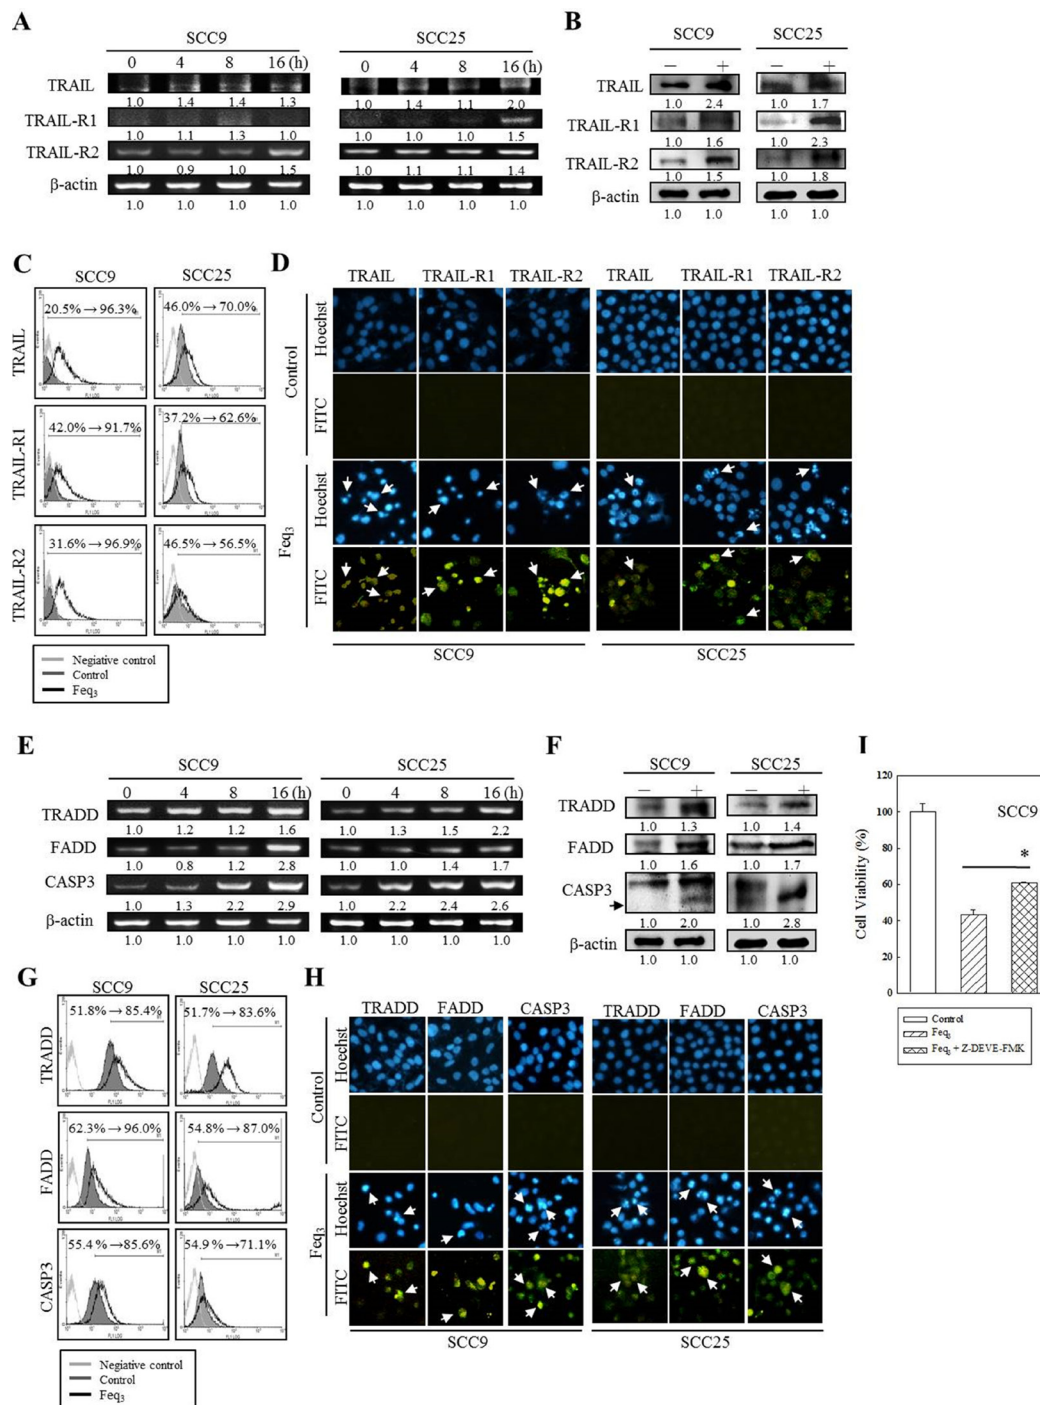 A
SCC9
SCC25
0 4 8 16 (h)
0 4 8 16 (h)
TRAIL
1.0 1.4 1.4 1.3
1.0 1.4 1.1 2.0
TRAIL-R1
1.0 1.1 1.3 1.0
1.0 1.0 1.0 1.5
TRAIL-R2
1.0 0.9 1.0 1.5
1.0 1.1 1.1 1.4
β-actin
1.0 1.0 1.0 1.0
1.0 1.0 1.0 1.0
B
SCC9
SCC25
– +
– +
TRAIL
1.0 2.4
1.0 1.7
TRAIL-R1
1.0 1.6
1.0 2.3
TRAIL-R2
1.0 1.5
1.0 1.8
β-actin
1.0 1.0
1.0 1.0
C
SCC9
SCC25
TRAIL
20.5% → 96.3%
46.0% → 70.0%
TRAIL-R1
42.0% → 91.7%
37.2% → 62.6%
TRAIL-R2
31.6% → 96.9%
46.5% → 56.5%
FL1 LOG
Negiative control
Control
Feq3
D
TRAIL TRAIL-R1 TRAIL-R2
TRAIL TRAIL-R1 TRAIL-R2
Control
Hoechst
FITC
Feq3
Hoechst
FITC
SCC9
SCC25
E
SCC9
SCC25
0 4 8 16 (h)
0 4 8 16 (h)
TRADD
1.0 1.2 1.2 1.6
1.0 1.3 1.5 2.2
FADD
1.0 0.8 1.2 2.8
1.0 1.0 1.4 1.7
CASP3
1.0 1.3 2.2 2.9
1.0 2.2 2.4 2.6
β-actin
1.0 1.0 1.0 1.0
1.0 1.0 1.0 1.0
F
SCC9
SCC25
– +
– +
TRADD
1.0 1.3
1.0 1.4
FADD
1.0 1.6
1.0 1.7
CASP3
1.0 2.0
1.0 2.8
β-actin
1.0 1.0
1.0 1.0
I
SCC9
*
Cell Viability (%)
120
100
80
60
40
20
0
Control
Feq
Feq + Z-DEVE-FMK
G
SCC9
SCC25
TRADD
51.8% → 85.4%
51.7% → 83.6%
FADD
62.3% → 96.0%
54.8% → 87.0%
CASP3
55.4 % → 85.6%
54.9 % → 71.1%
FL1 LOG
Negiative control
Control
Feq3
H
TRADD FADD CASP3
TRADD FADD CASP3
Control
Hoechst
FITC
Feq3
Hoechst
FITC
SCC9
SCC25